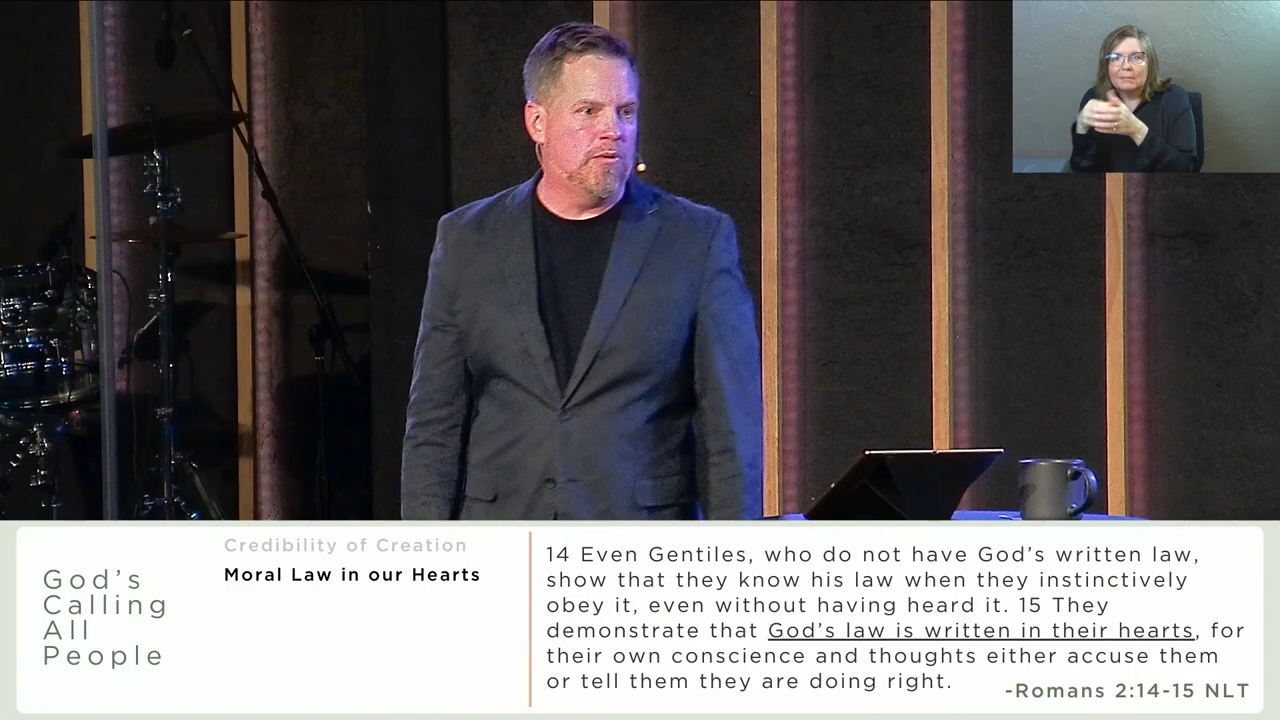 God's
Calling
All
People
Credibility of Creation
Moral Law in our Hearts
14 Even Gentiles, who do not have God's written law,
show that they know his law when they instinctively
obey it, even without having heard it. 15 They
demonstrate that God's law is written in their hearts, for
their own conscience and thoughts either accuse them
or tell them they are doing right.
-Romans 2:14-15 NLT